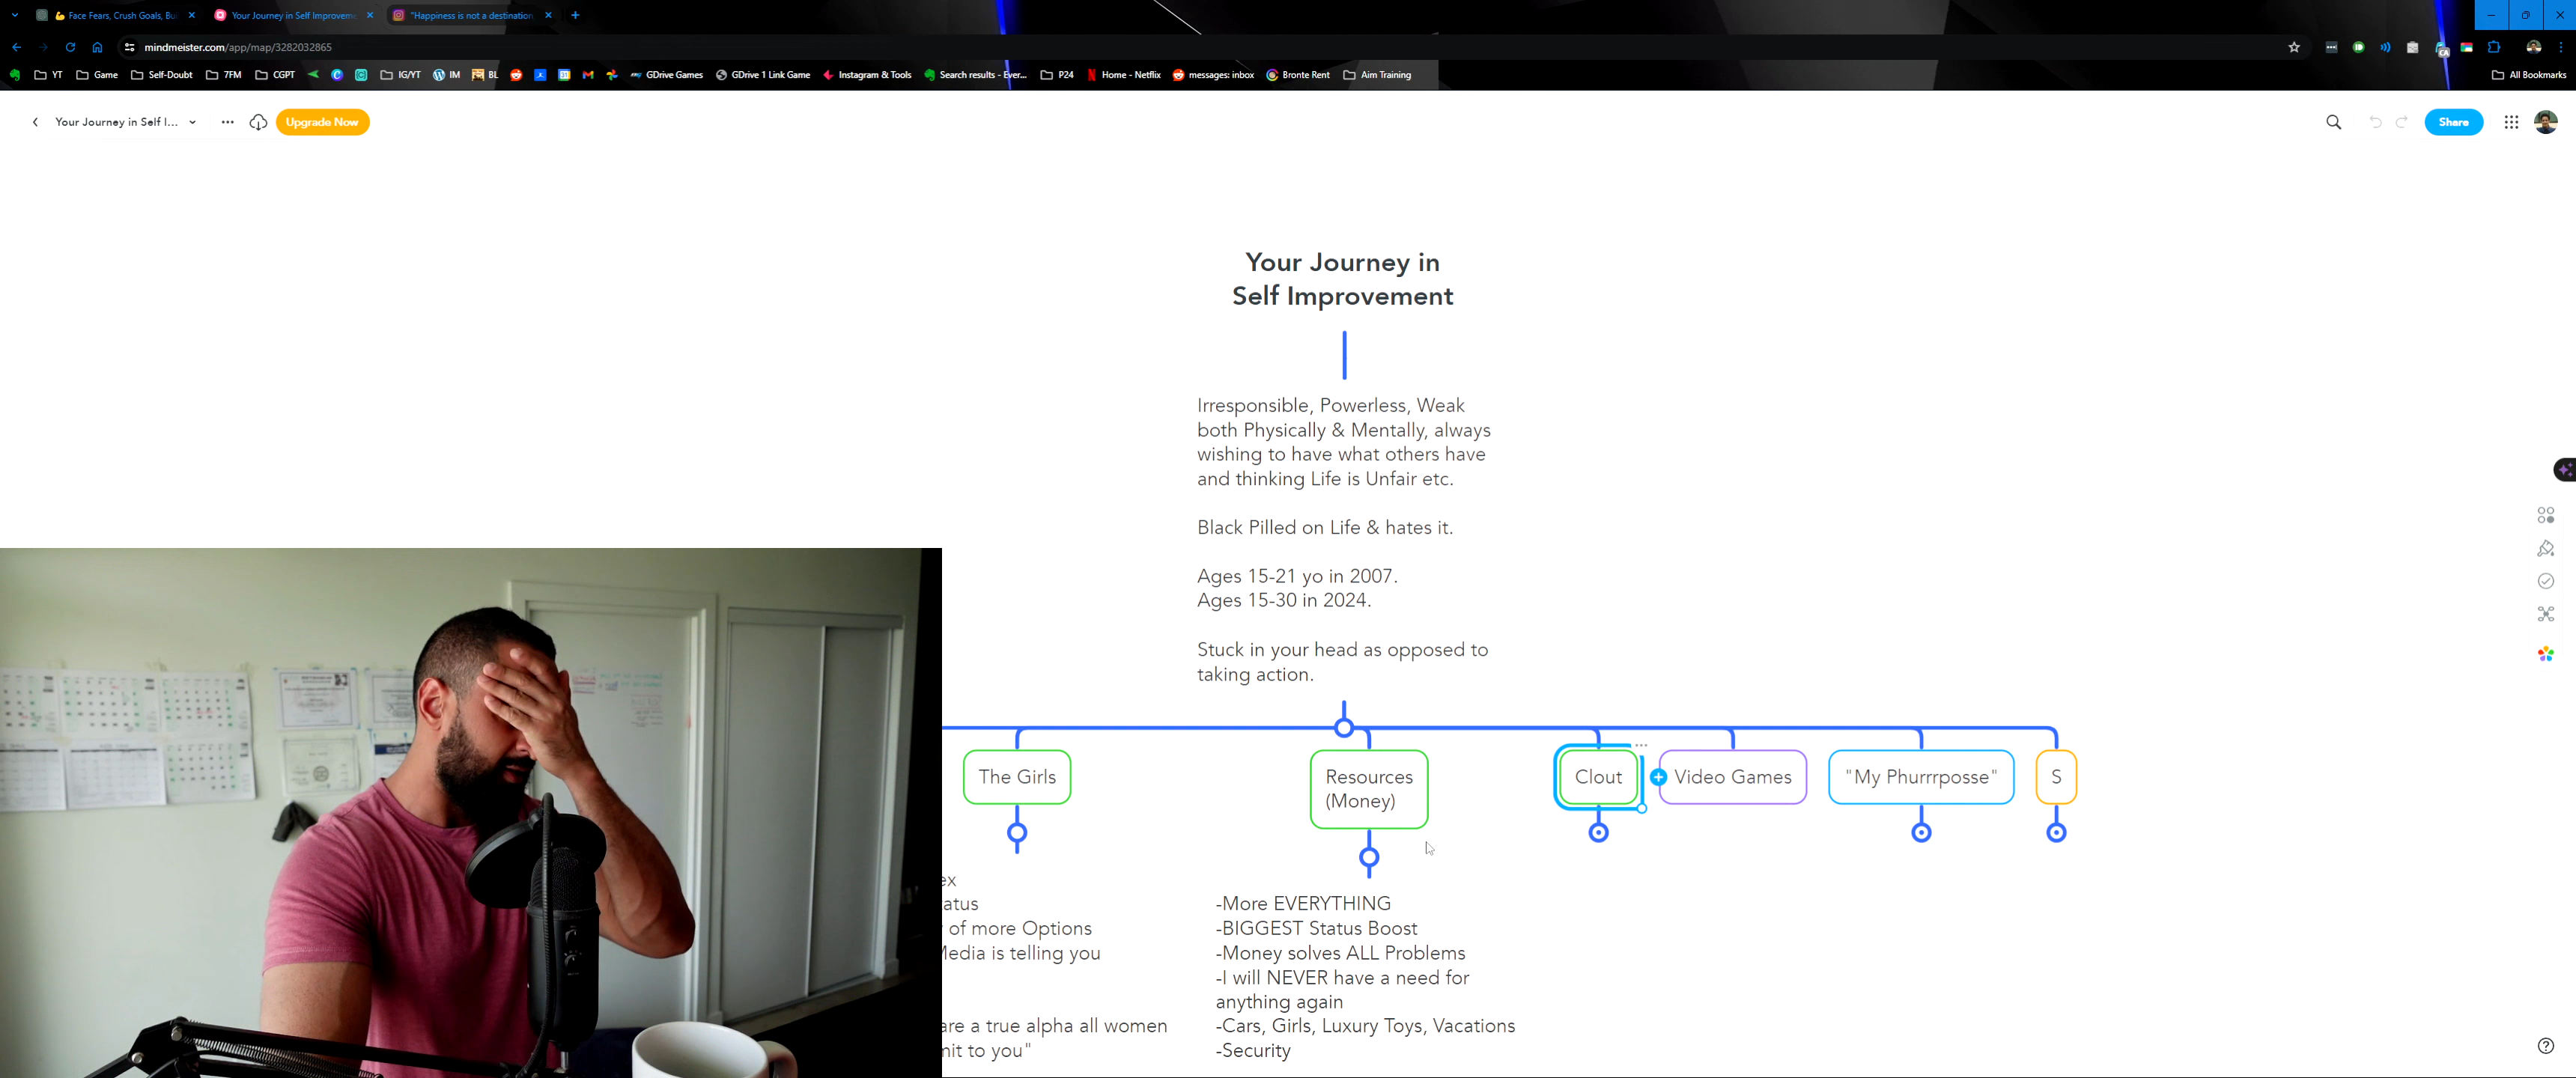 💪 Face Fears, Crush Goals, Bu
Your Journey in Self Improveme
"Happiness is not a destination
mindmeister.com/app/map/3282032865
YT
Game
Self-Doubt
7FM
CGPT
IG/YT
IM
BL
GDrive Games
GDrive 1 Link Game
Instagram & Tools
Search results - Ever...
P24
Home - Netflix
messages: inbox
Bronte Rent
Aim Training
All Bookmarks
Your Journey in Self I...
Upgrade Now
Share
Your Journey in
Self Improvement
Irresponsible, Powerless, Weak
both Physically & Mentally, always
wishing to have what others have
and thinking Life is Unfair etc.
Black Pilled on Life & hates it.
Ages 15-21 yo in 2007.
Ages 15-30 in 2024.
Stuck in your head as opposed to
taking action.
The Girls
Resources
(Money)
Clout
Video Games
"My Phurrrposse"
S
ex
atus
of more Options
Media is telling you
are a true alpha all women
mit to you"
-More EVERYTHING
-BIGGEST Status Boost
-Money solves ALL Problems
-I will NEVER have a need for
anything again
-Cars, Girls, Luxury Toys, Vacations
-Security